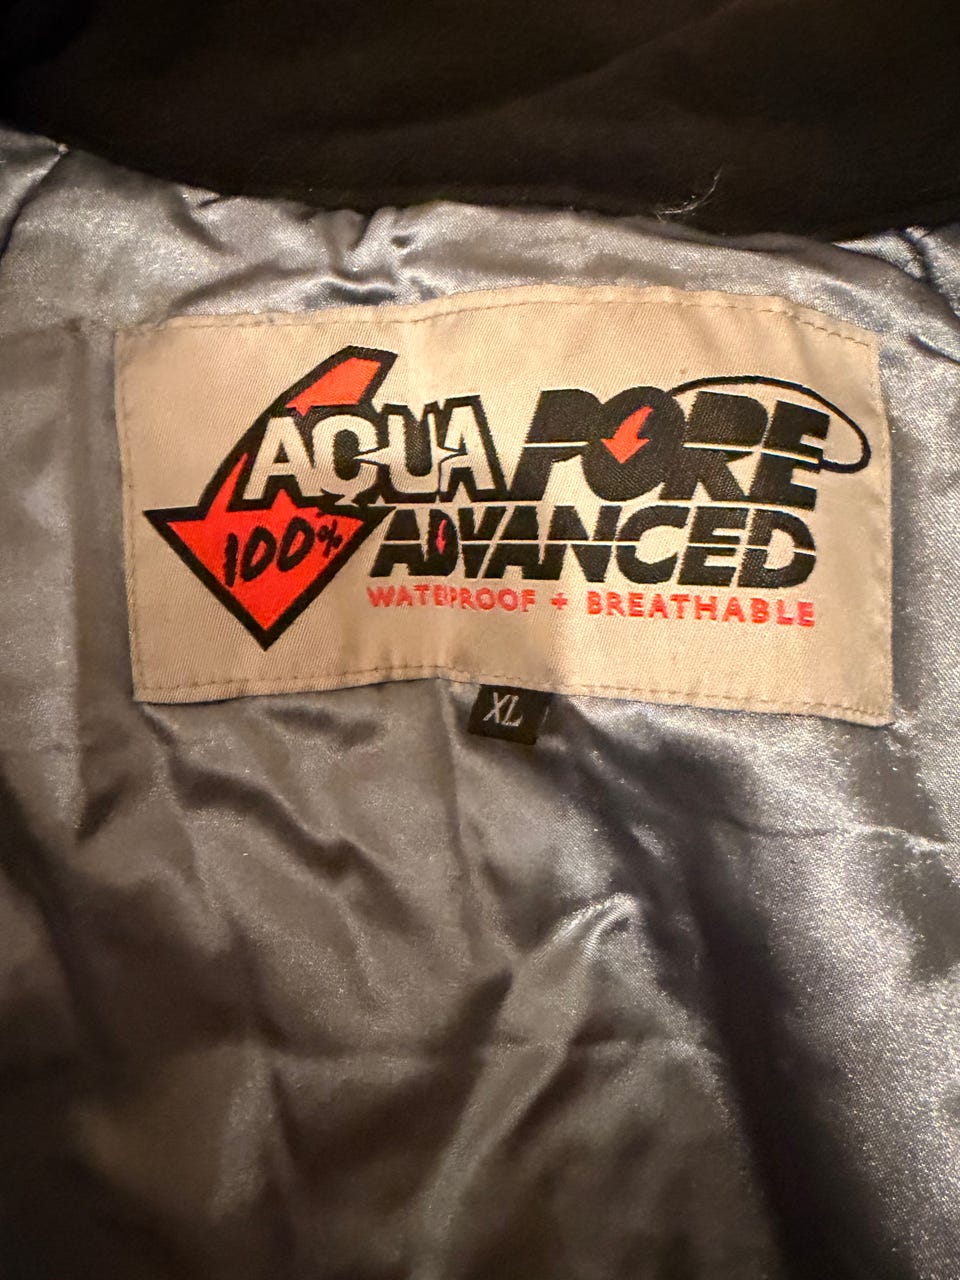 AQUA PORE
100% ADVANCED
WATERPROOF + BREATHABLE
XL